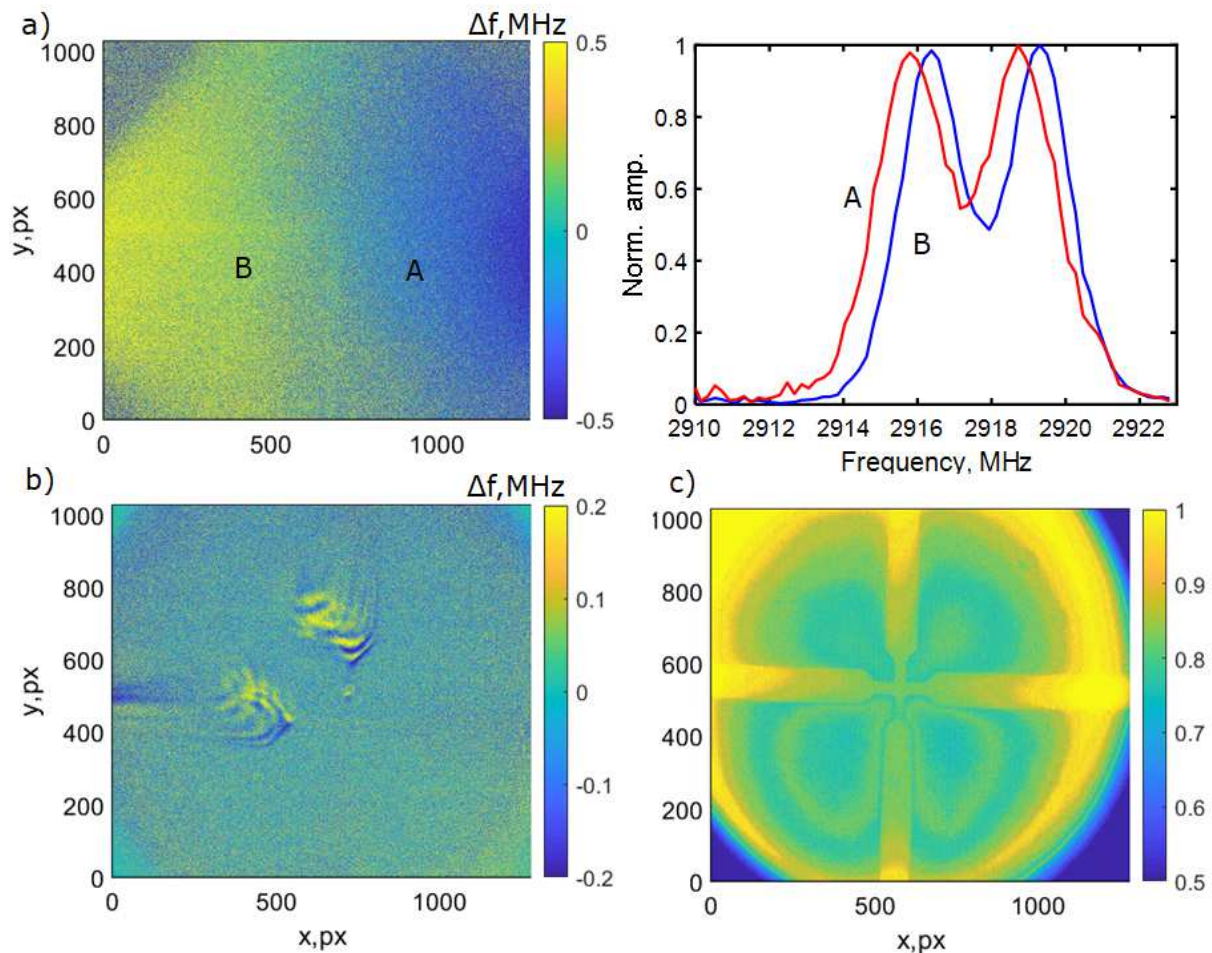 a)
Δf,MHz
1000
800
600
400
200
0
y,px
0
500
1000
B
A
0.5
0
-0.5
1
0.8
0.6
0.4
0.2
0
Norm. amp.
A
B
2910 2912 2914 2916 2918 2920 2922
Frequency, MHz
b)
Δf,MHz
1000
800
600
400
200
0
y,px
0
500
1000
x,px
0.2
0.1
0
-0.1
-0.2
c)
1000
800
600
400
200
0
y,px
0
500
1000
x,px
1
0.9
0.8
0.7
0.6
0.5